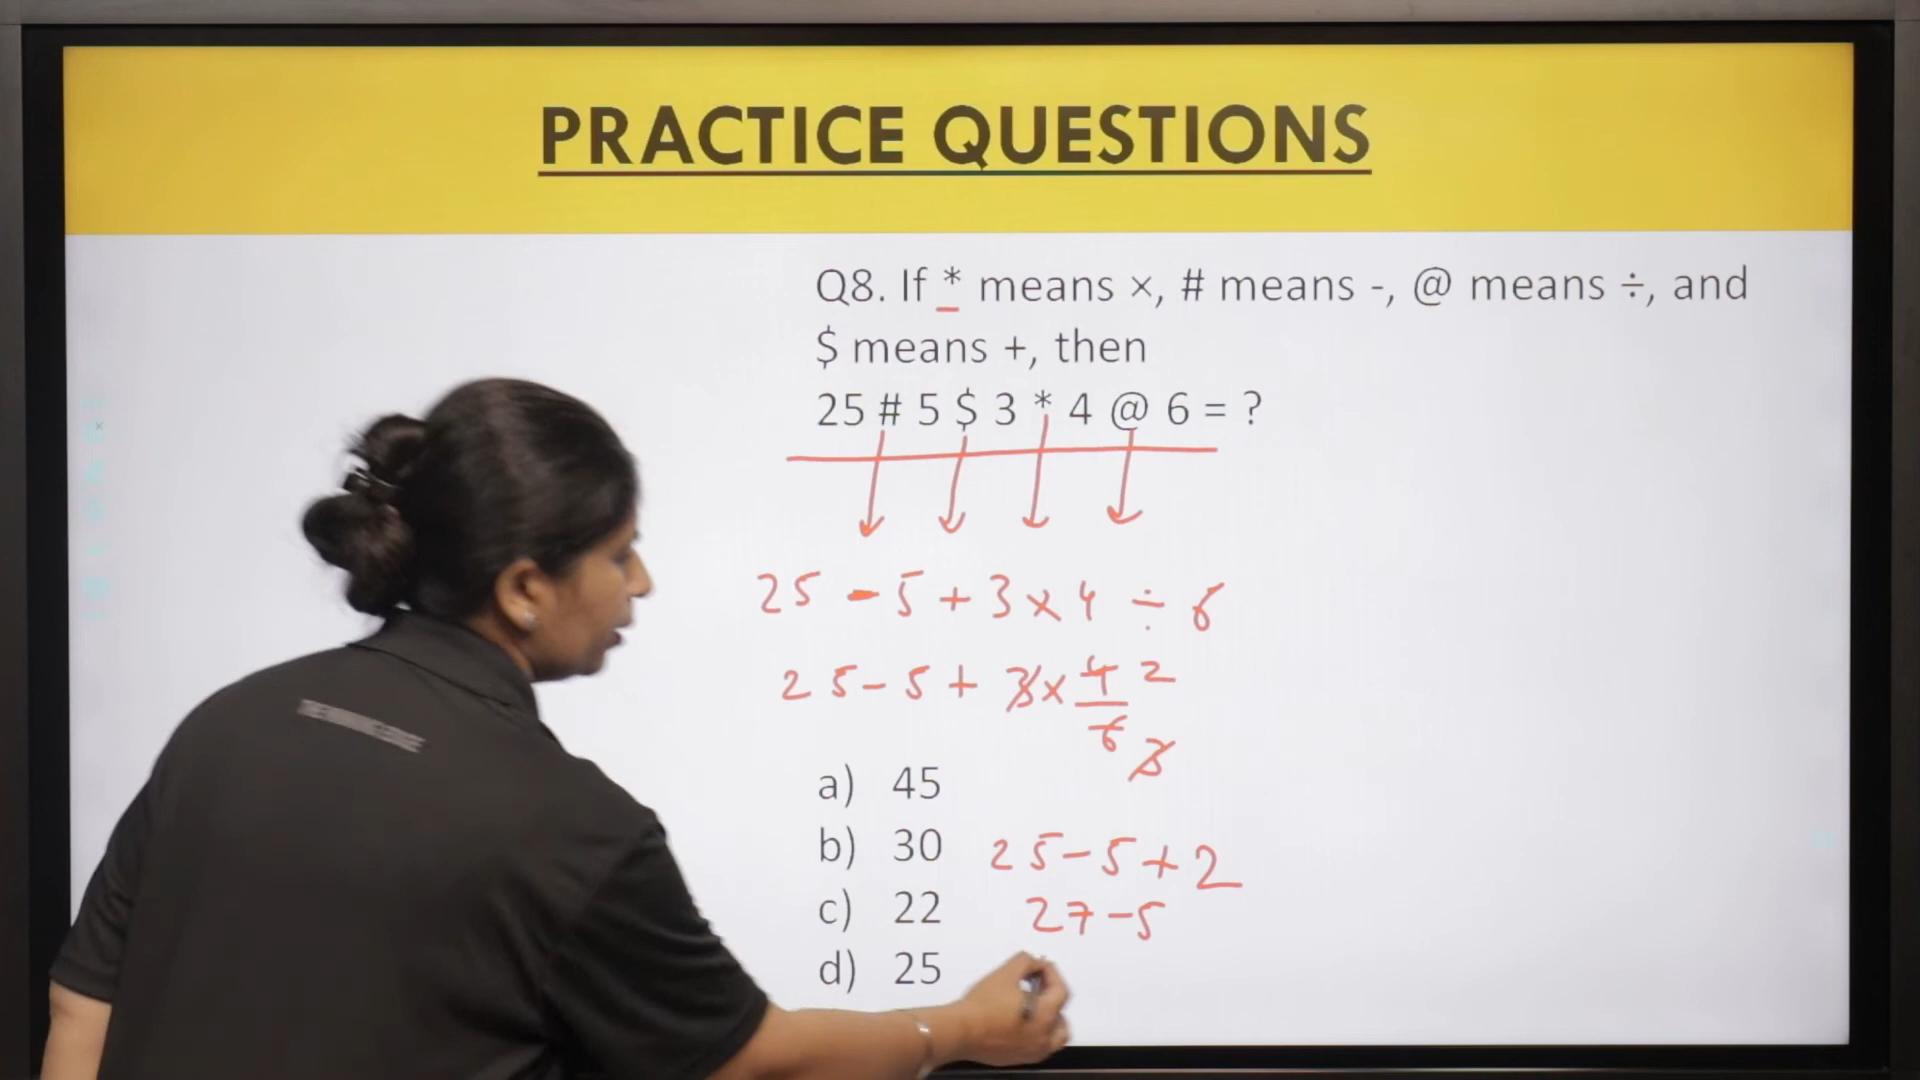 PRACTICE QUESTIONS
Q8. If * means ×, # means -, @ means ÷, and
$ means +, then
25 # 5 $ 3 * 4 @ 6 = ?
25 - 5 + 3 × 4 ÷ 6
25 - 5 + 3 × 4 2
6 3
a) 45
b) 30
25 - 5 + 2
c) 22
27 - 5
d) 25